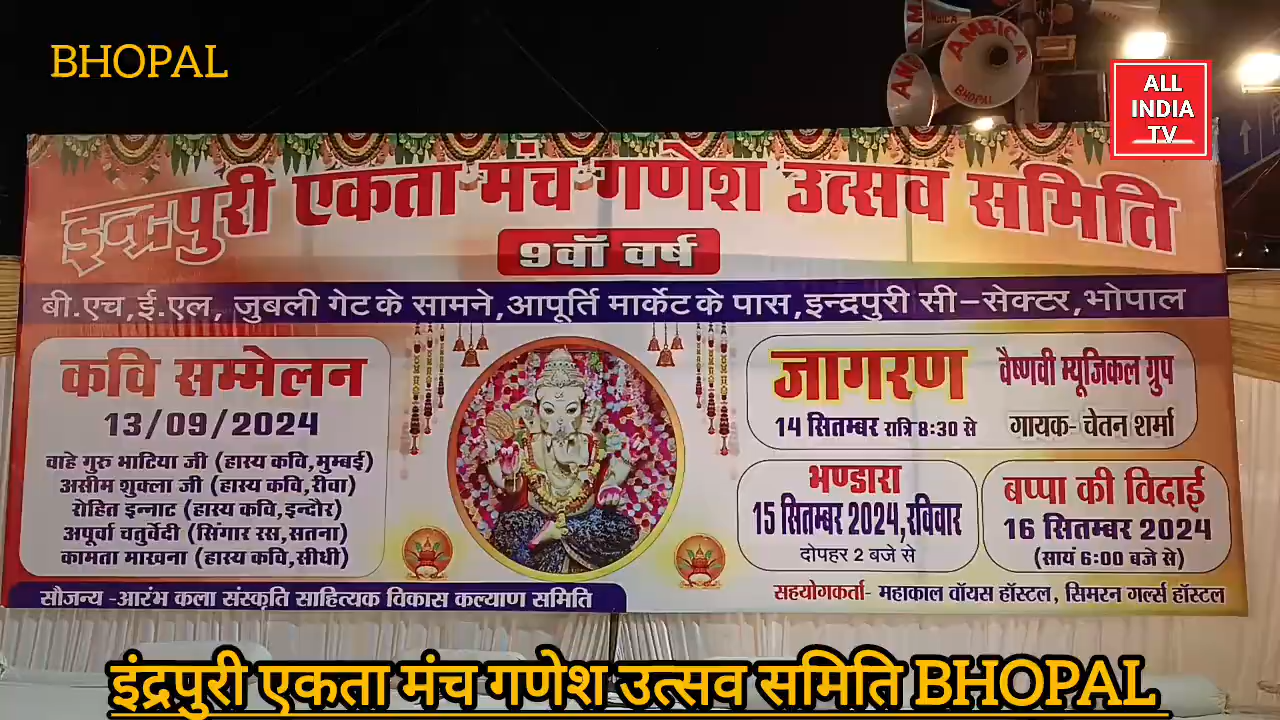 BHOPAL
AMBICA
AMBICA
BHOPAL
ALL
INDIA
TV
इन्द्रपुरी एकता मंच गणेश उत्सव समिति
9वॉ वर्ष
बी.एच,ई.एल, जुबली गेट के सामने,आपूर्ति मार्केट के पास,इन्द्रपुरी सी-सेक्टर,भोपाल
कवि सम्मेलन
13/09/2024
वाहे गुरु भाटिया जी (हास्य कवि,मुम्बई)
असीम शुक्ला जी (हास्य कवि,रीवा)
रोहित इन्नाट (हास्य कवि,इन्दौर)
अपूर्वा चतुर्वेदी (सिंगार रस,सतना)
कामता माखना (हास्य कवि,सीधी)
जागरण
14 सितम्बर रात्रि 8:30 से
वैष्णवी म्यूजिकल ग्रुप
गायक- चेतन शर्मा
भण्डारा
15 सितम्बर 2024,रविवार
दोपहर 2 बजे से
बप्पा की विदाई
16 सितम्बर 2024
(सायं 6:00 बजे से)
सौजन्य -आरंभ कला संस्कृति साहित्यक विकास कल्याण समिति
सहयोगकर्ता- महाकाल वॉयस हॉस्टल, सिमरन गर्ल्स हॉस्टल
इंद्रपुरी एकता मंच गणेश उत्सव समिति BHOPAL